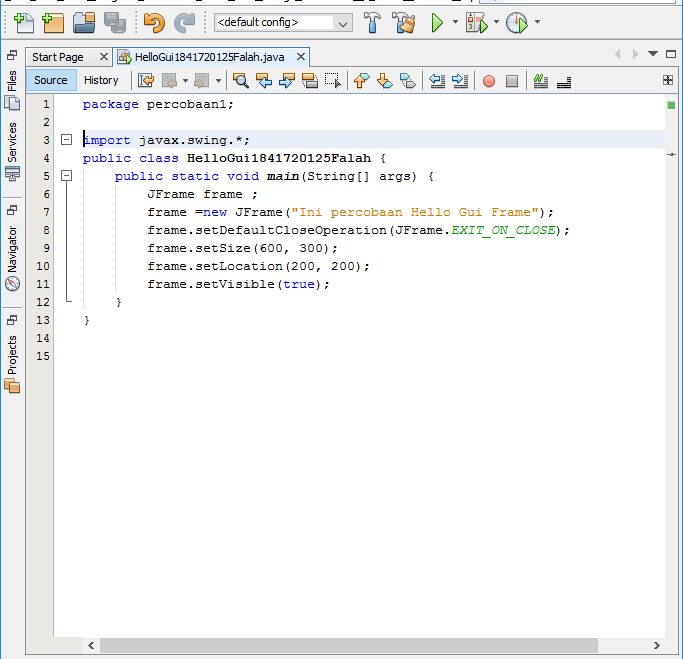 <default config>
Start Page
HelloGui1841720125Falah.java
Source
History
Files
Services
Navigator
Projects
1 package percobaan1;
2
3 import javax.swing.*;
4 public class HelloGui1841720125Falah {
5 public static void main(String[] args) {
6 JFrame frame ;
7 frame =new JFrame("Ini percobaan Hello Gui Frame");
8 frame.setDefaultCloseOperation(JFrame.EXIT_ON_CLOSE);
9 frame.setSize(600, 300);
10 frame.setLocation(200, 200);
11 frame.setVisible(true);
12 }
13 }
14
15